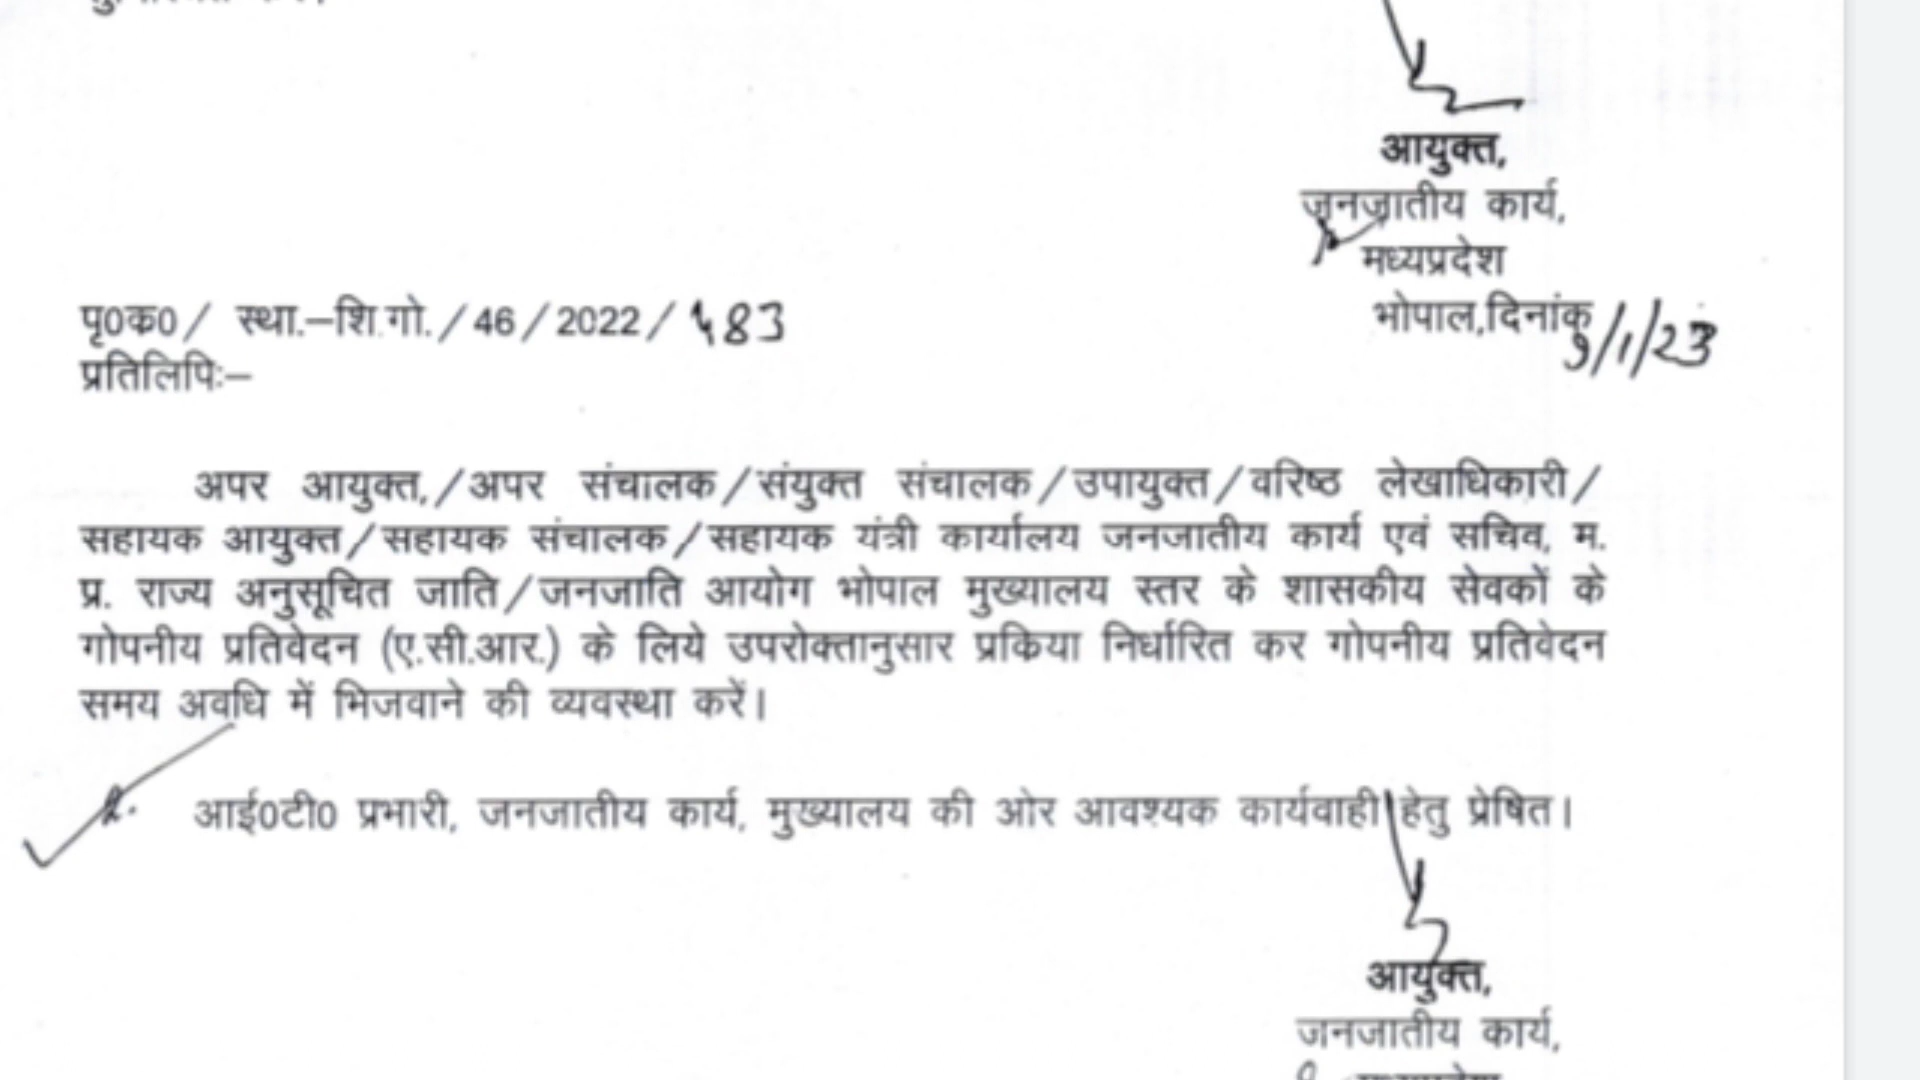 आयुक्त,
जनजातीय कार्य,
मध्यप्रदेश
पृ0क0/ स्था.–शि.गो./46/2022/483
भोपाल,दिनांक 9/1/23
प्रतिलिपिः–
अपर आयुक्त,/अपर संचालक/संयुक्त संचालक/उपायुक्त/वरिष्ठ लेखाधिकारी/
सहायक आयुक्त/सहायक संचालक/सहायक यंत्री कार्यालय जनजातीय कार्य एवं सचिव, म.
प्र. राज्य अनुसूचित जाति/जनजाति आयोग भोपाल मुख्यालय स्तर के शासकीय सेवकों के
गोपनीय प्रतिवेदन (ए.सी.आर.) के लिये उपरोक्तानुसार प्रकिया निर्धारित कर गोपनीय प्रतिवेदन
समय अवधि में भिजवाने की व्यवस्था करें।
2. आई0टी0 प्रभारी, जनजातीय कार्य, मुख्यालय की ओर आवश्यक कार्यवाही हेतु प्रेषित।
आयुक्त,
जनजातीय कार्य,